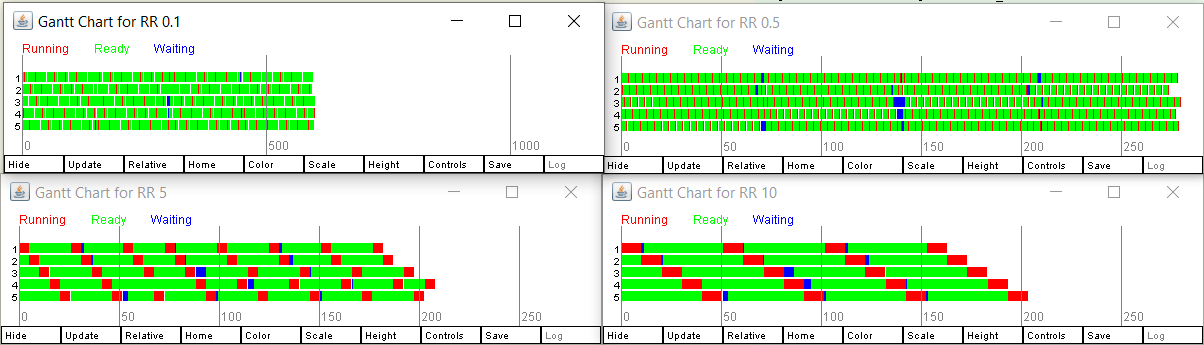 Gantt Chart for RR 0.1
Running Ready Waiting
1
2
3
4
5
0 500 1000
Hide Update Relative Home Color Scale Height Controls Save Log
Gantt Chart for RR 0.5
Running Ready Waiting
1
2
3
4
5
0 50 100 150 200 250
Hide Update Relative Home Color Scale Height Controls Save Log
Gantt Chart for RR 5
Running Ready Waiting
1
2
3
4
5
0 50 100 150 200 250
Hide Update Relative Home Color Scale Height Controls Save Log
Gantt Chart for RR 10
Running Ready Waiting
1
2
3
4
5
0 50 100 150 200 250
Hide Update Relative Home Color Scale Height Controls Save Log